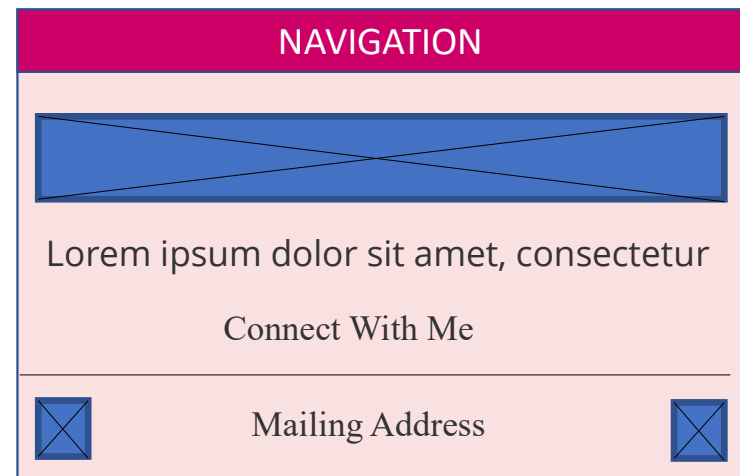 NAVIGATION
Lorem ipsum dolor sit amet, consectetur
Connect With Me
Mailing Address